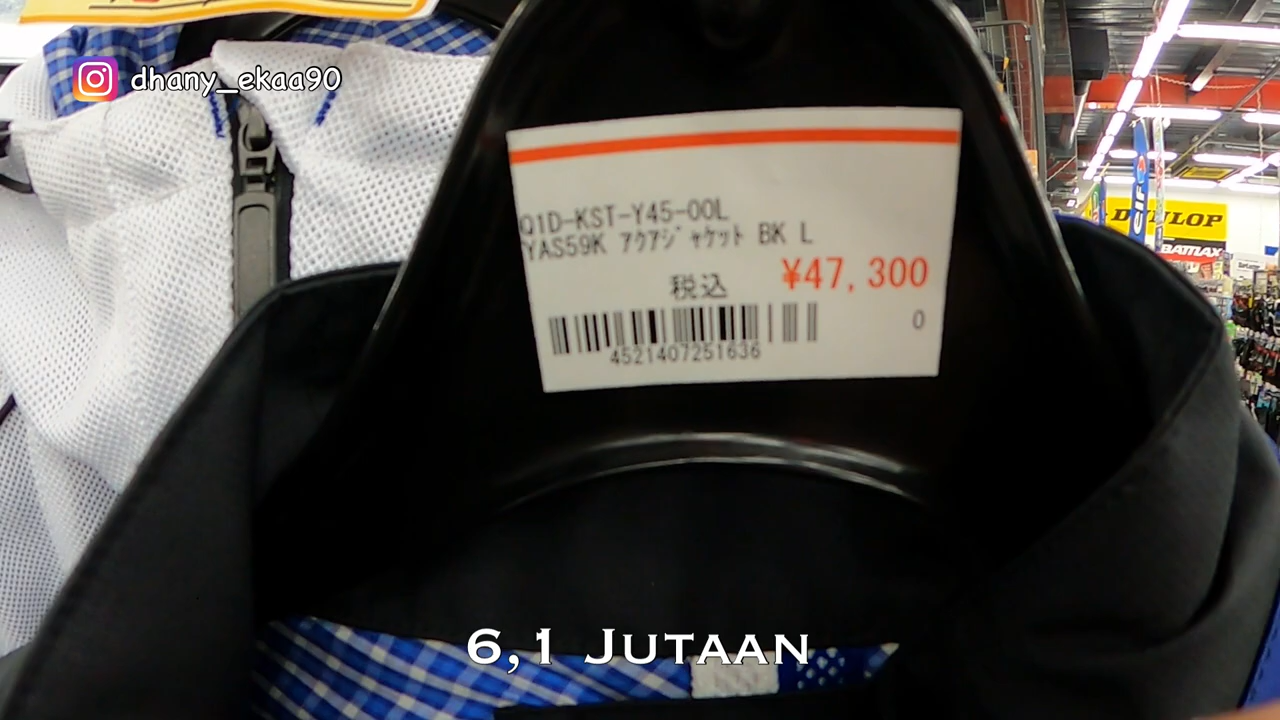 dhany_ekaa90
Q1D-KST-Y45-00L
YAS59K アクアジャケット BK L
税込 ¥47,300
0
4521407251636
DUNLOP
BATTAX
6,1 JUTAAN